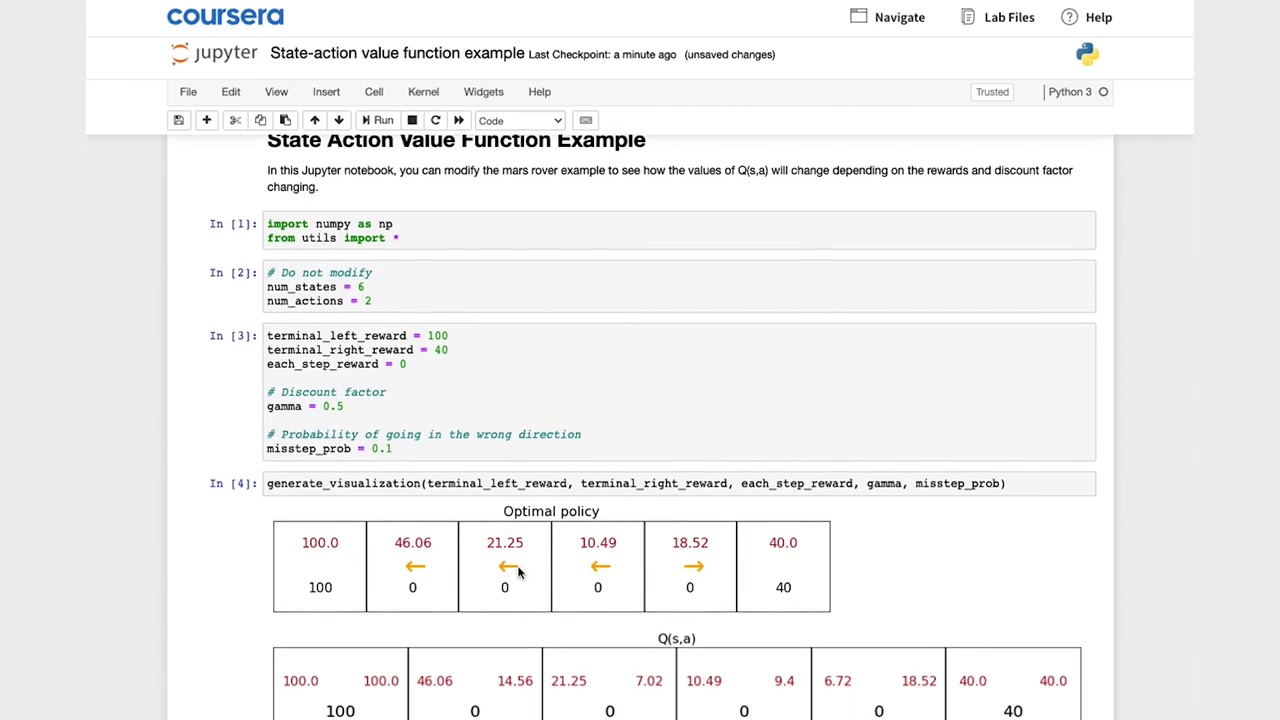 coursera
Navigate Lab Files Help
jupyter State-action value function example Last Checkpoint: a minute ago (unsaved changes)
File Edit View Insert Cell Kernel Widgets Help Trusted Python 3
Run Code
State Action Value Function Example
In this Jupyter notebook, you can modify the mars rover example to see how the values of Q(s,a) will change depending on the rewards and discount factor
changing.
In [1]: import numpy as np
from utils import *
In [2]: # Do not modify
num_states = 6
num_actions = 2
In [3]: terminal_left_reward = 100
terminal_right_reward = 40
each_step_reward = 0
# Discount factor
gamma = 0.5
# Probability of going in the wrong direction
misstep_prob = 0.1
In [4]: generate_visualization(terminal_left_reward, terminal_right_reward, each_step_reward, gamma, misstep_prob)
Optimal policy
100.0 46.06 21.25 10.49 18.52 40.0
← ← ← →
100 0 0 0 0 40
Q(s,a)
100.0 100.0 46.06 14.56 21.25 7.02 10.49 9.4 6.72 18.52 40.0 40.0
100 0 0 0 0 40